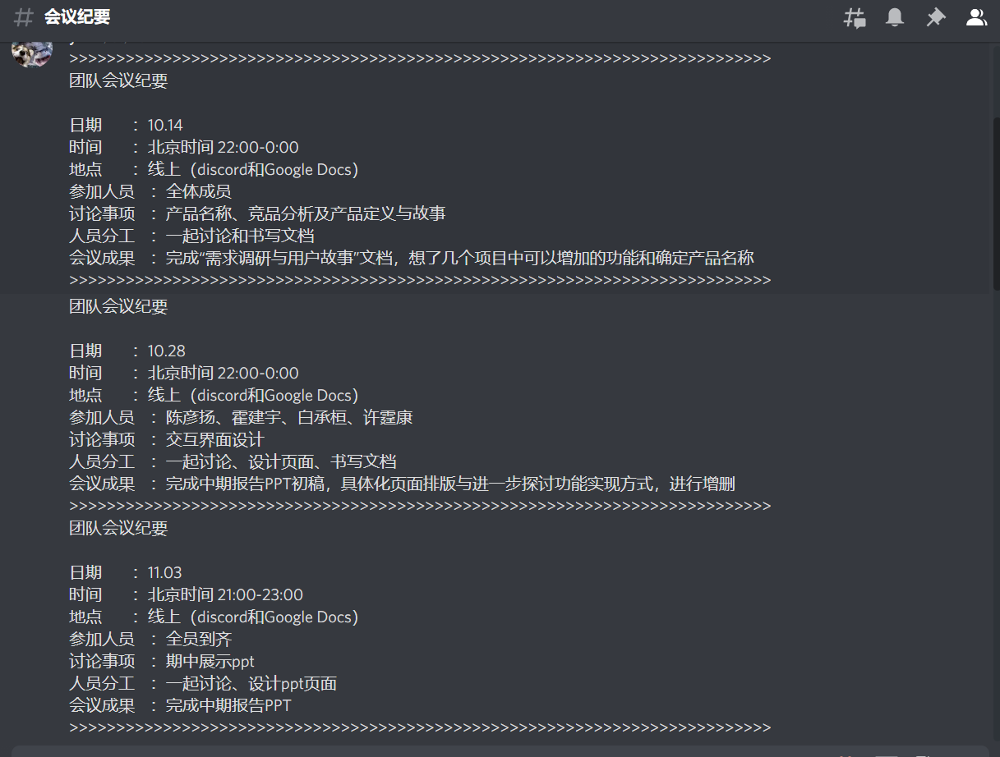 会议纪要
>>>>>>>>>>>>>>>>>>>>>>>>>>>>>>>>>>>>>>>>>>>>>>>>>>>>>>>>>>>>>>>>>>>>>>>>>>>
团队会议纪要
日期 : 10.14
时间 : 北京时间 22:00-0:00
地点 : 线上（discord和Google Docs）
参加人员 : 全体成员
讨论事项 : 产品名称、竞品分析及产品定义与故事
人员分工 : 一起讨论和书写文档
会议成果 : 完成“需求调研与用户故事”文档，想了几个项目中可以增加的功能和确定产品名称
>>>>>>>>>>>>>>>>>>>>>>>>>>>>>>>>>>>>>>>>>>>>>>>>>>>>>>>>>>>>>>>>>>>>>>>>>>>
团队会议纪要
日期 : 10.28
时间 : 北京时间 22:00-0:00
地点 : 线上（discord和Google Docs）
参加人员 : 陈彦扬、霍建宇、白承桓、许霆康
讨论事项 : 交互界面设计
人员分工 : 一起讨论、设计页面、书写文档
会议成果 : 完成中期报告PPT初稿，具体化页面排版与进一步探讨功能实现方式，进行增删
>>>>>>>>>>>>>>>>>>>>>>>>>>>>>>>>>>>>>>>>>>>>>>>>>>>>>>>>>>>>>>>>>>>>>>>>>>>
团队会议纪要
日期 : 11.03
时间 : 北京时间 21:00-23:00
地点 : 线上（discord和Google Docs）
参加人员 : 全员到齐
讨论事项 : 期中展示ppt
人员分工 : 一起讨论、设计ppt页面
会议成果 : 完成中期报告PPT
>>>>>>>>>>>>>>>>>>>>>>>>>>>>>>>>>>>>>>>>>>>>>>>>>>>>>>>>>>>>>>>>>>>>>>>>>>>